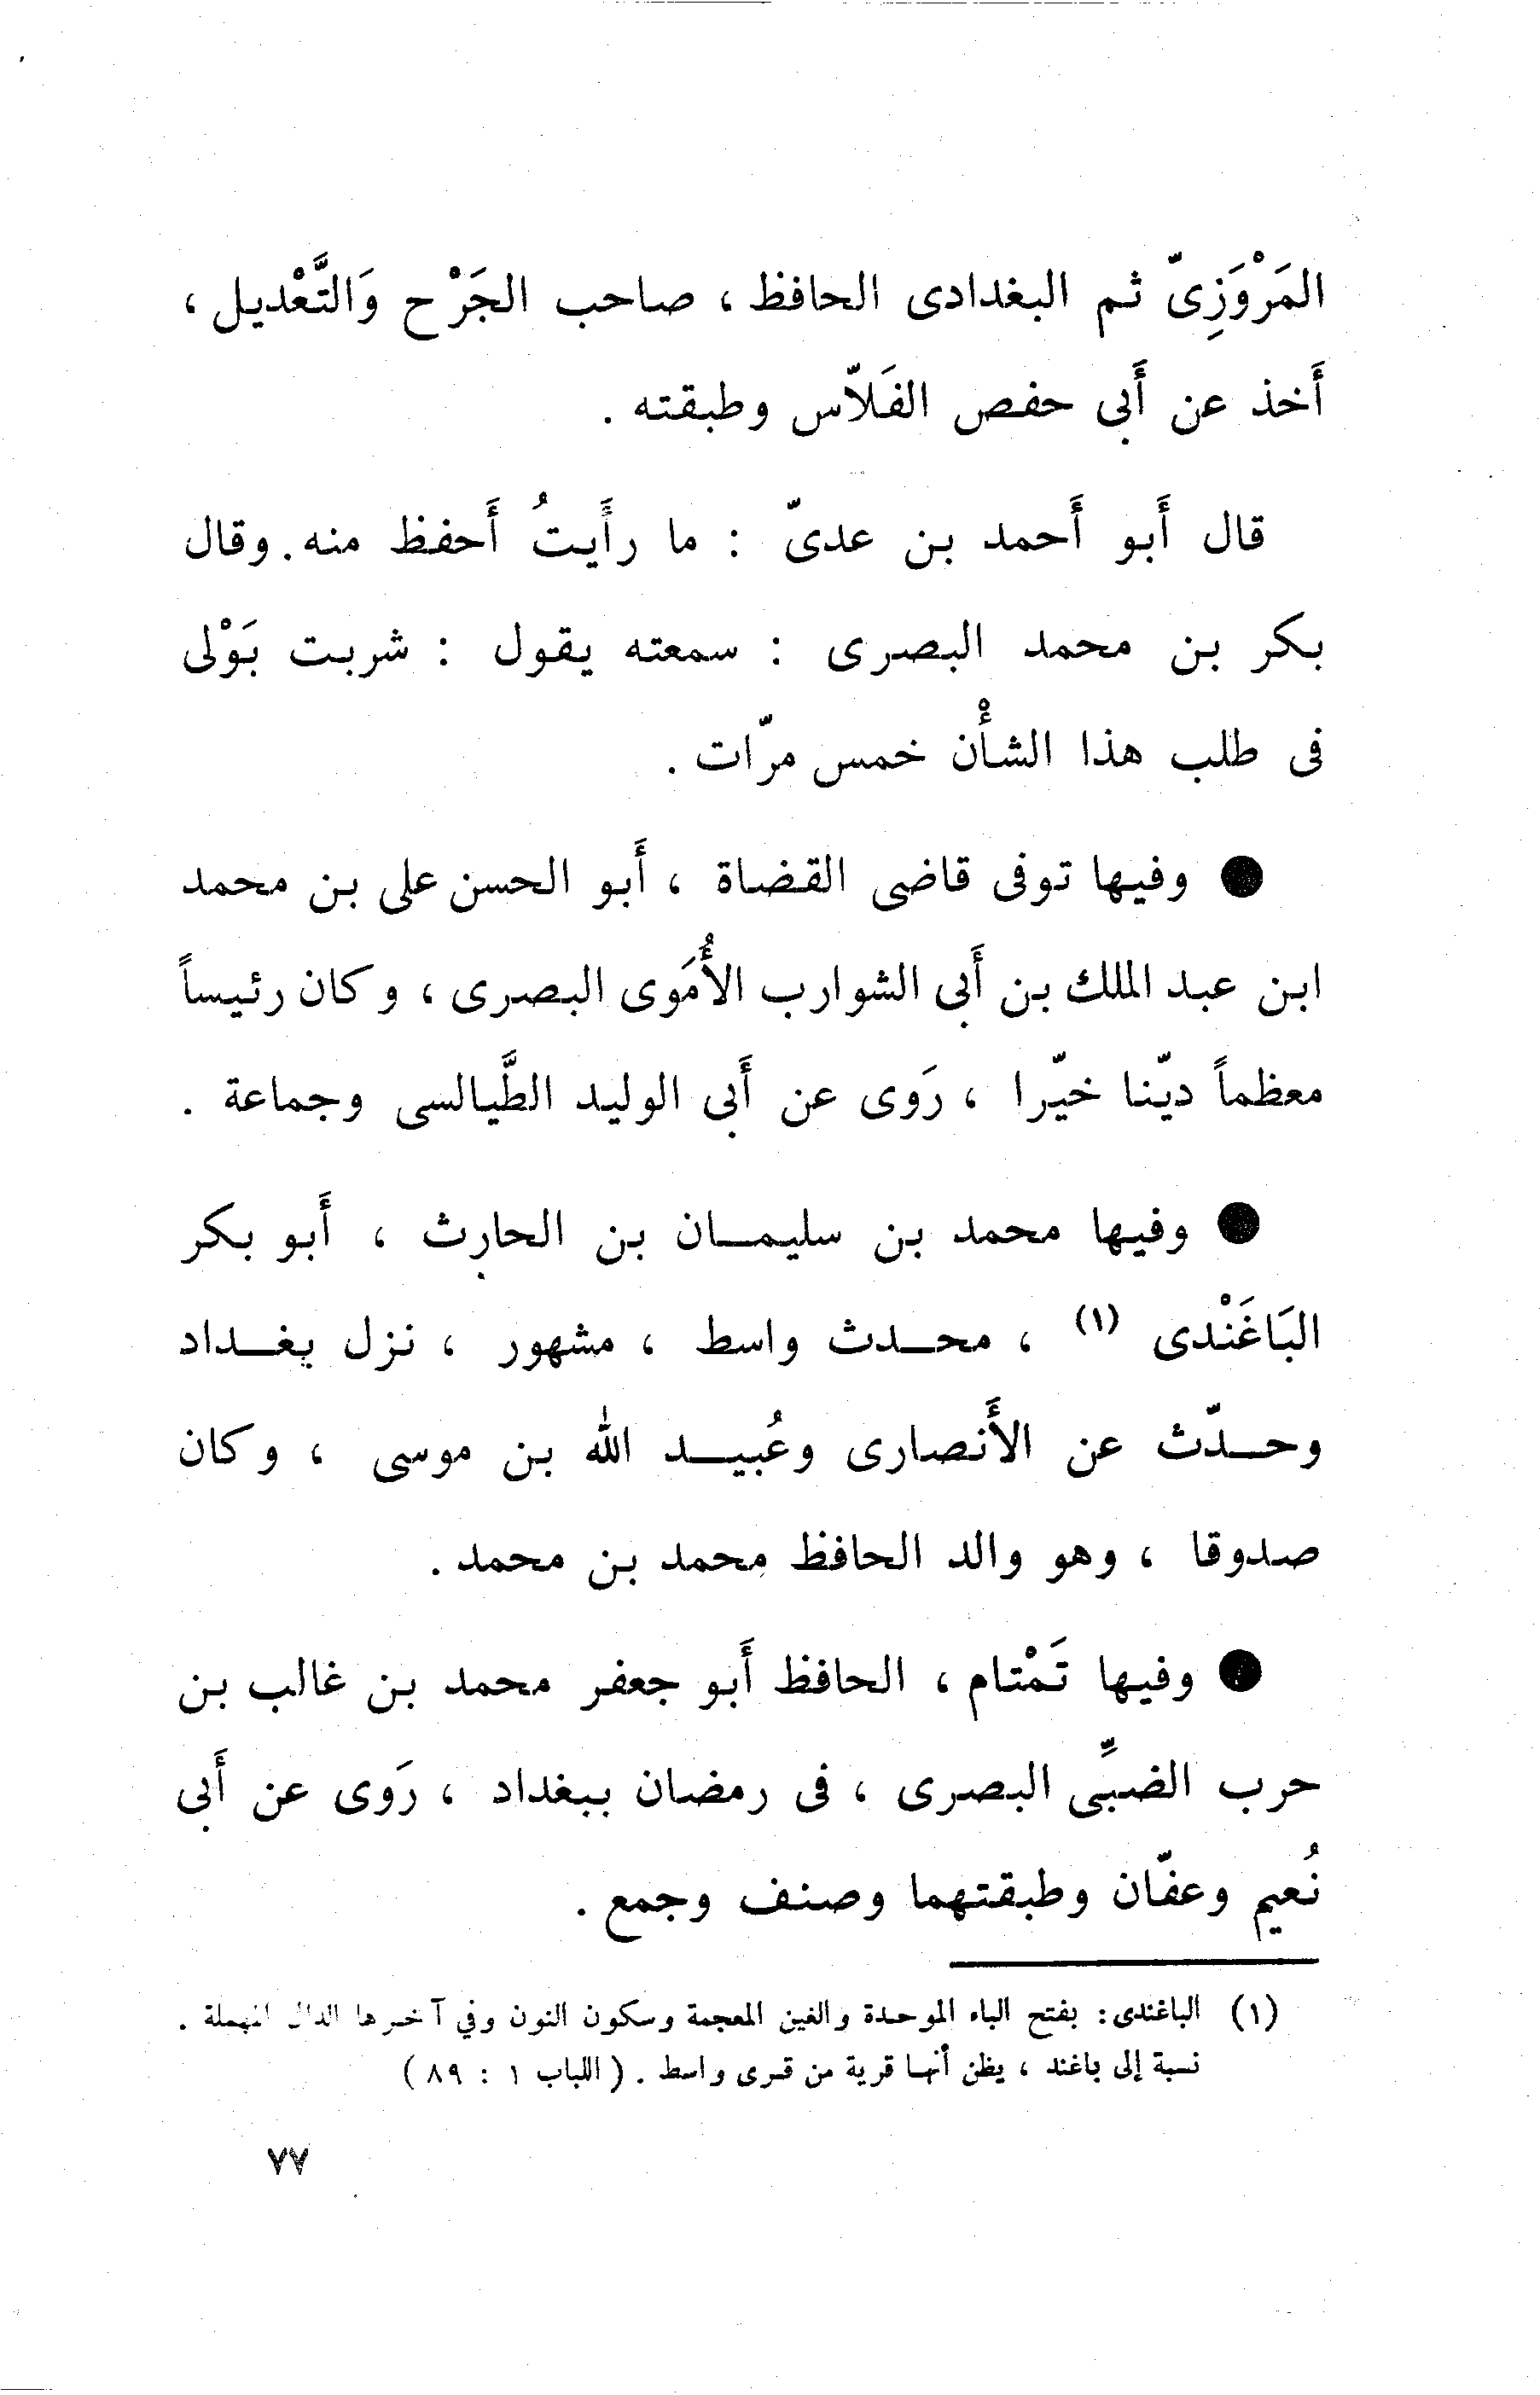 المَرْوَزِىّ ثم البغدادى الحافظ ، صاحب الجَرْح وَالتَّعْديل ،
أَخذ عن أَبى حفص الفَلاّس وطبقته .
قال أَبو أَحمد بن عدىّ : ما رأَيتُ أَحفظ منه . وقال
بكر بن محمد البصرى : سمعته يقول : شربت بَوْلى
فى طلب هذا الشأْن خمس مرّات .
● وفيها توفى قاضى القضاة ، أَبو الحسن على بن محمد
ابن عبد الملك بن أَبى الشوارب الأُمَوى البصرى ، وكان رئيساً
معظماً ديّنا خيّرا ، رَوى عن أَبى الوليد الطَّيالسى وجماعة .
● وفيها محمد بن سليمــان بن الحارث ، أَبو بكر
البَاغَنْدى (١) ، محــدث واسط ، مشهور ، نزل بغــداد
وحــدّث عن الأَنصارى وعُبيــد الله بن موسى ، وكان
صدوقا ، وهو والد الحافظ محمد بن محمد .
● وفيها تَمْتام ، الحافظ أَبو جعفر محمد بن غالب بن
حرب الضبِّى البصرى ، فى رمضان ببغداد ، رَوى عن أَبى
نُعيم وعفّان وطبقتهما وصنف وجمع .
(١) الباغندى : بفتح الباء الموحدة والغين المعجمة وسكون النون وفي آخرها الدال المهملة .
نسبة إلى باغند ، يظن أنها قرية من قرى واسط . ( اللباب ١ : ٨٩ )
٧٧